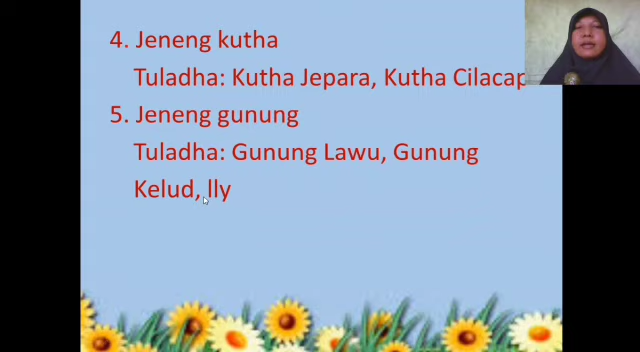 4. Jeneng kutha
Tuladha: Kutha Jepara, Kutha Cilacap
5. Jeneng gunung
Tuladha: Gunung Lawu, Gunung
Kelud, lly